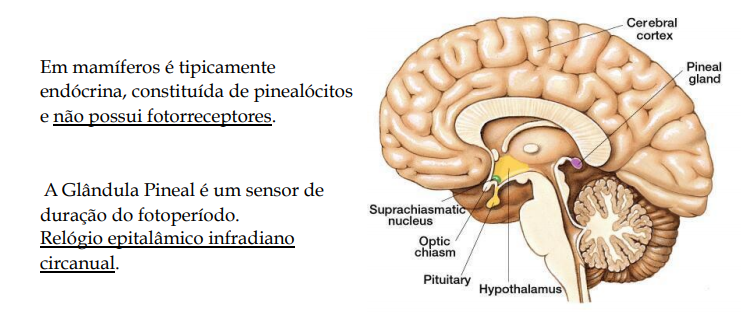 Em mamíferos é tipicamente
endócrina, constituída de pinealócitos
e não possui fotorreceptores.
A Glândula Pineal é um sensor de
duração do fotoperíodo.
Relógio epitalâmico infradiano
circanual.
Cerebral
cortex
Pineal
gland
Suprachiasmatic
nucleus
Optic
chiasm
Pituitary
Hypothalamus